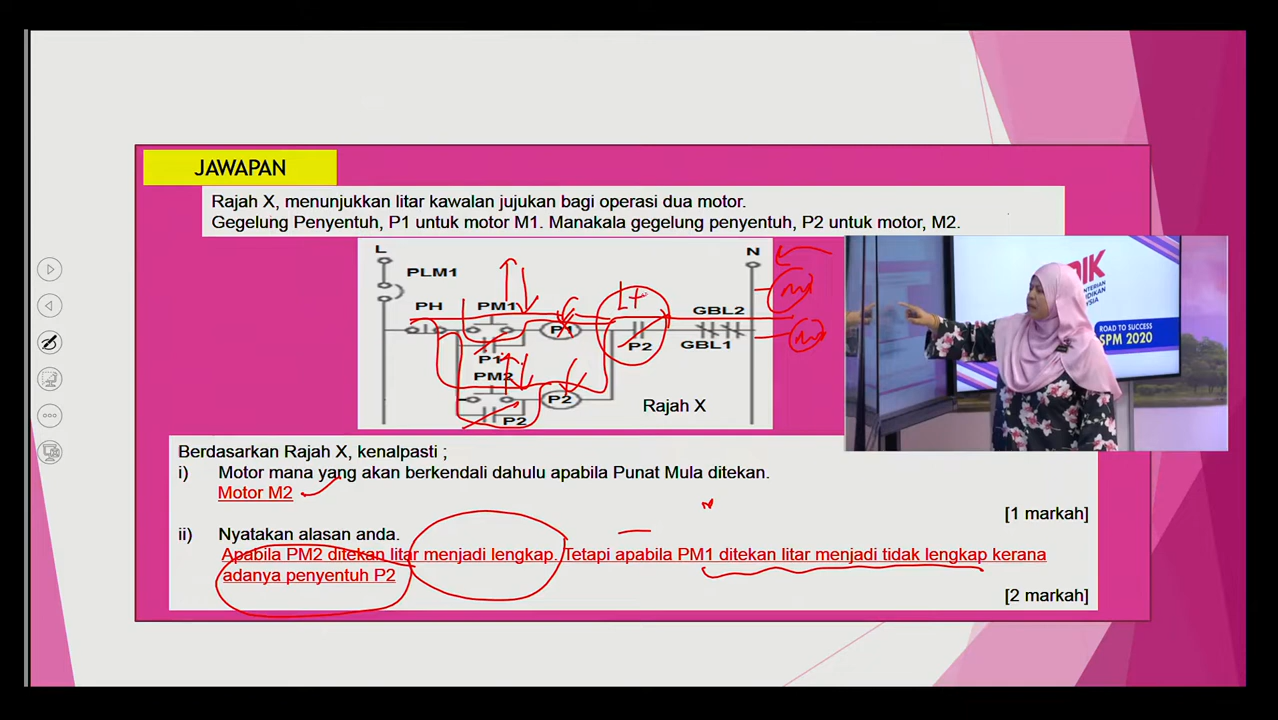 JAWAPAN
Rajah X, menunjukkan litar kawalan jujukan bagi operasi dua motor.
Gegelung Penyentuh, P1 untuk motor M1. Manakala gegelung penyentuh, P2 untuk motor, M2.
L
N
PLM1
PH
PM1
P1
GBL2
P1
P2
GBL1
PM2
P2
P2
Rajah X
DIK
KEMENTERIAN
PENDIDIKAN
MALAYSIA
ROAD TO SUCCESS
SPM 2020
Berdasarkan Rajah X, kenalpasti ;
i) Motor mana yang akan berkendali dahulu apabila Punat Mula ditekan.
Motor M2
[1 markah]
ii) Nyatakan alasan anda.
Apabila PM2 ditekan litar menjadi lengkap. Tetapi apabila PM1 ditekan litar menjadi tidak lengkap kerana
adanya penyentuh P2
[2 markah]